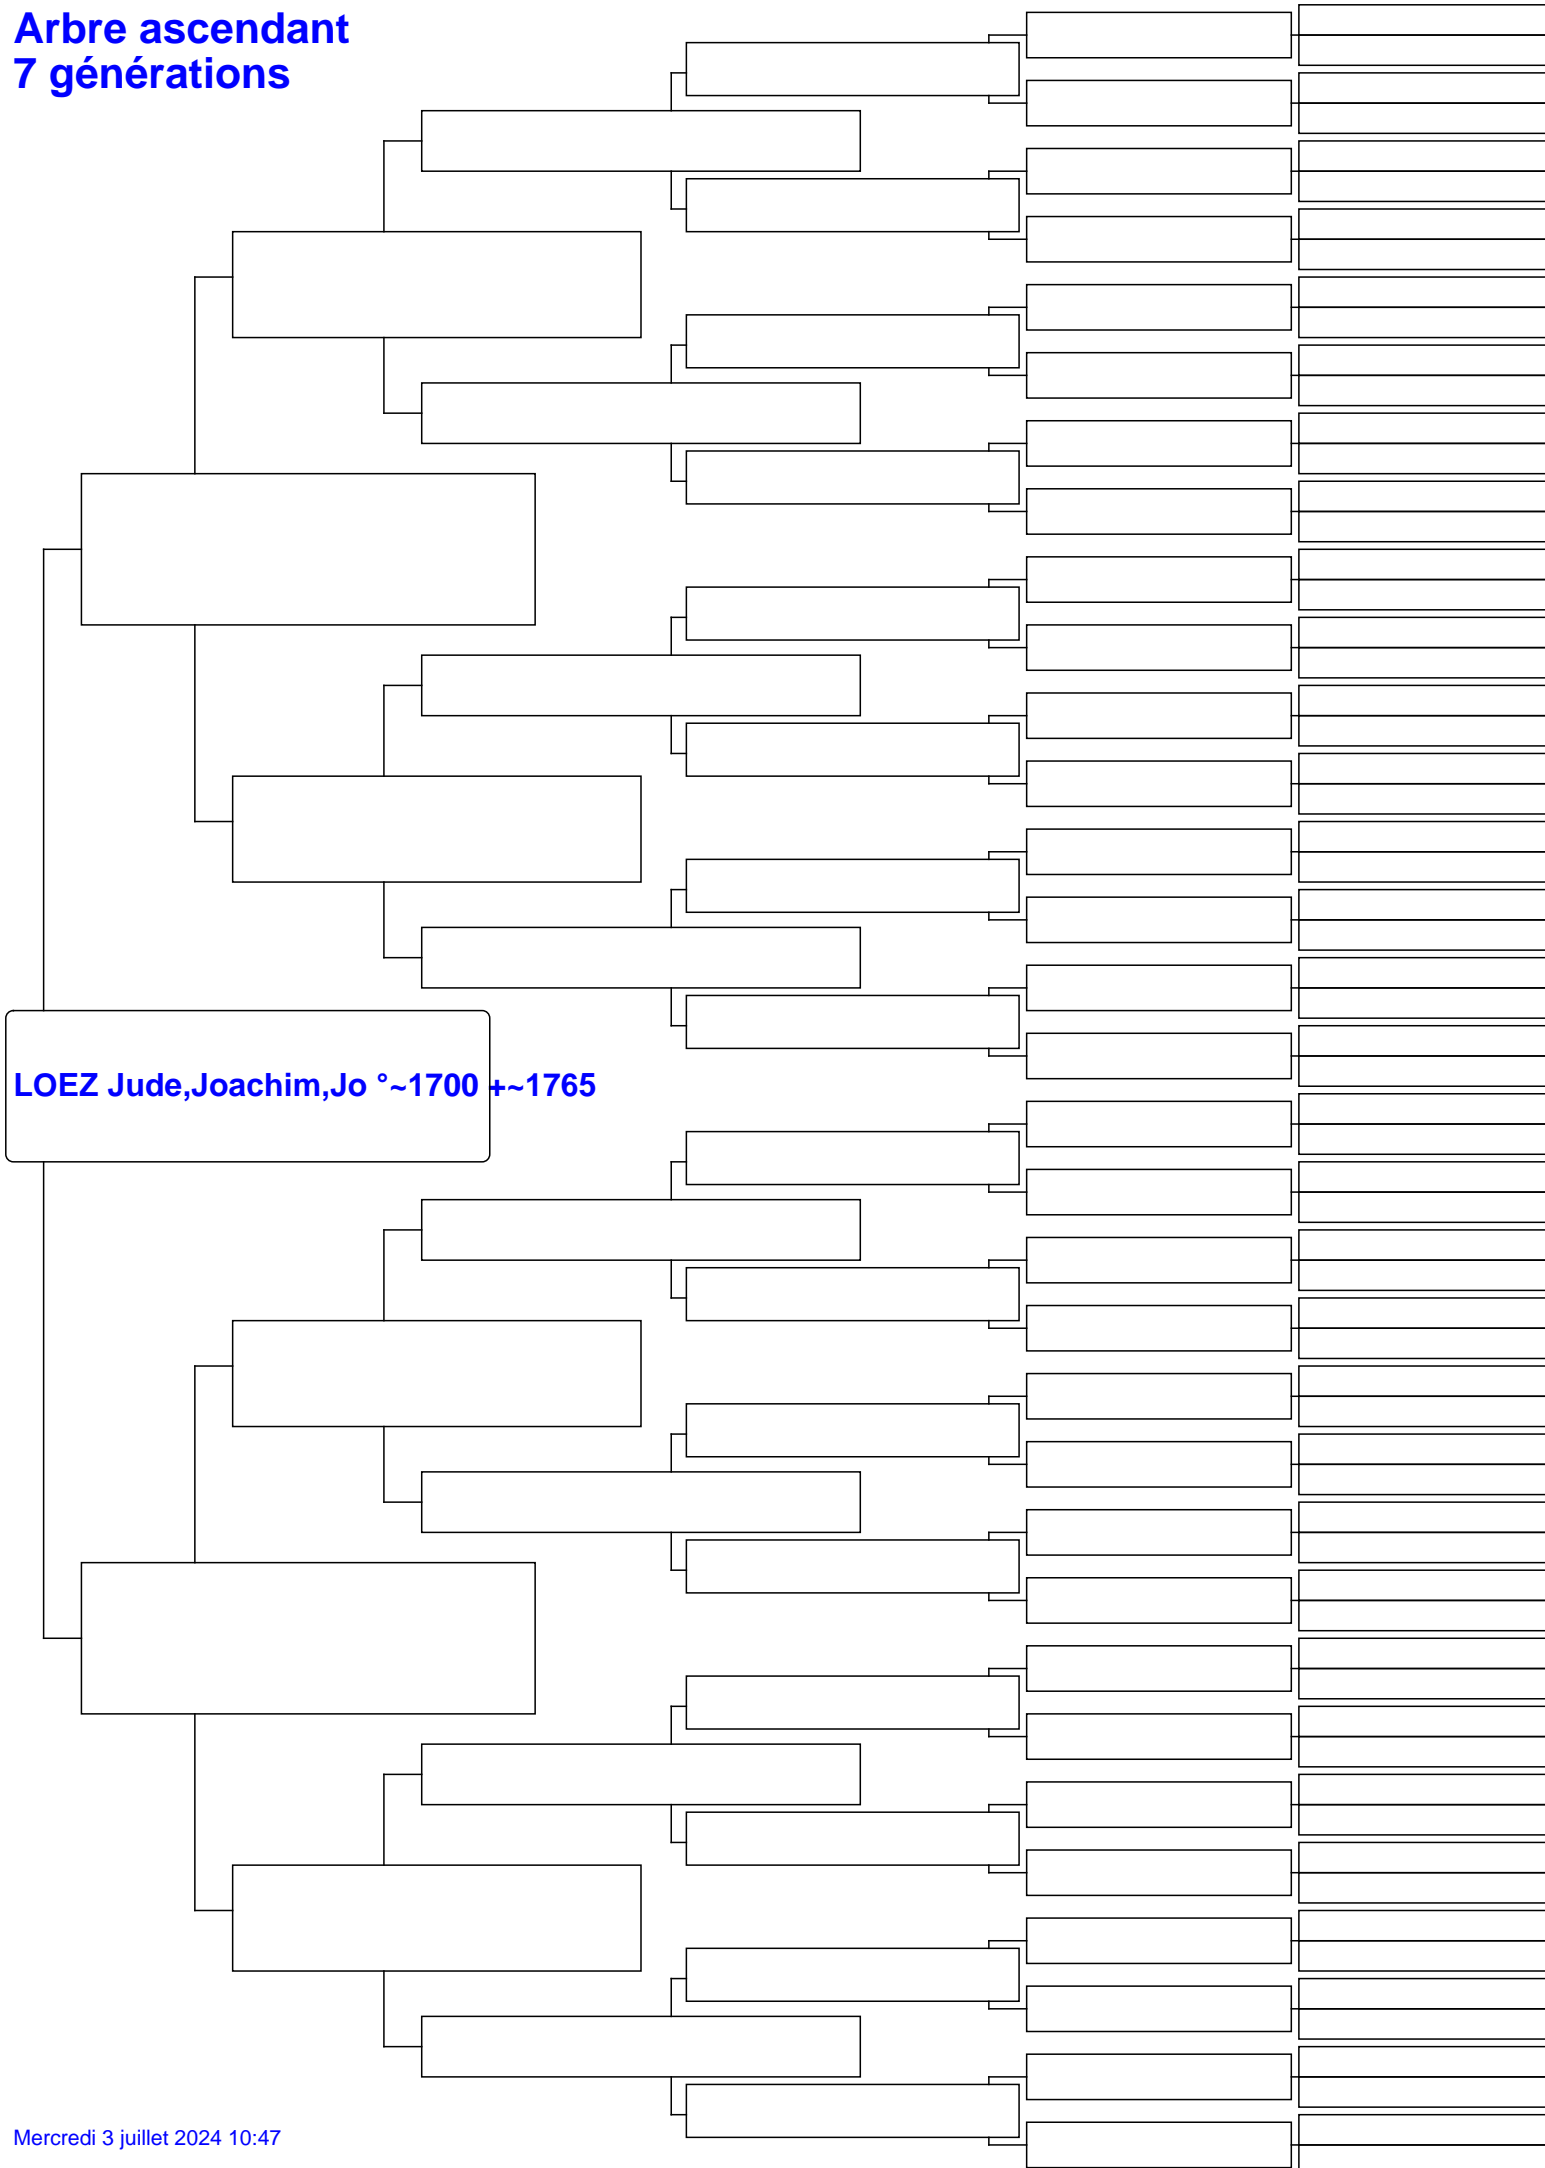 Arbre ascendant
7 générations
LOEZ Jude,Joachim,Jo °~1700 +~1765
Mercredi 3 juillet 2024 10:47